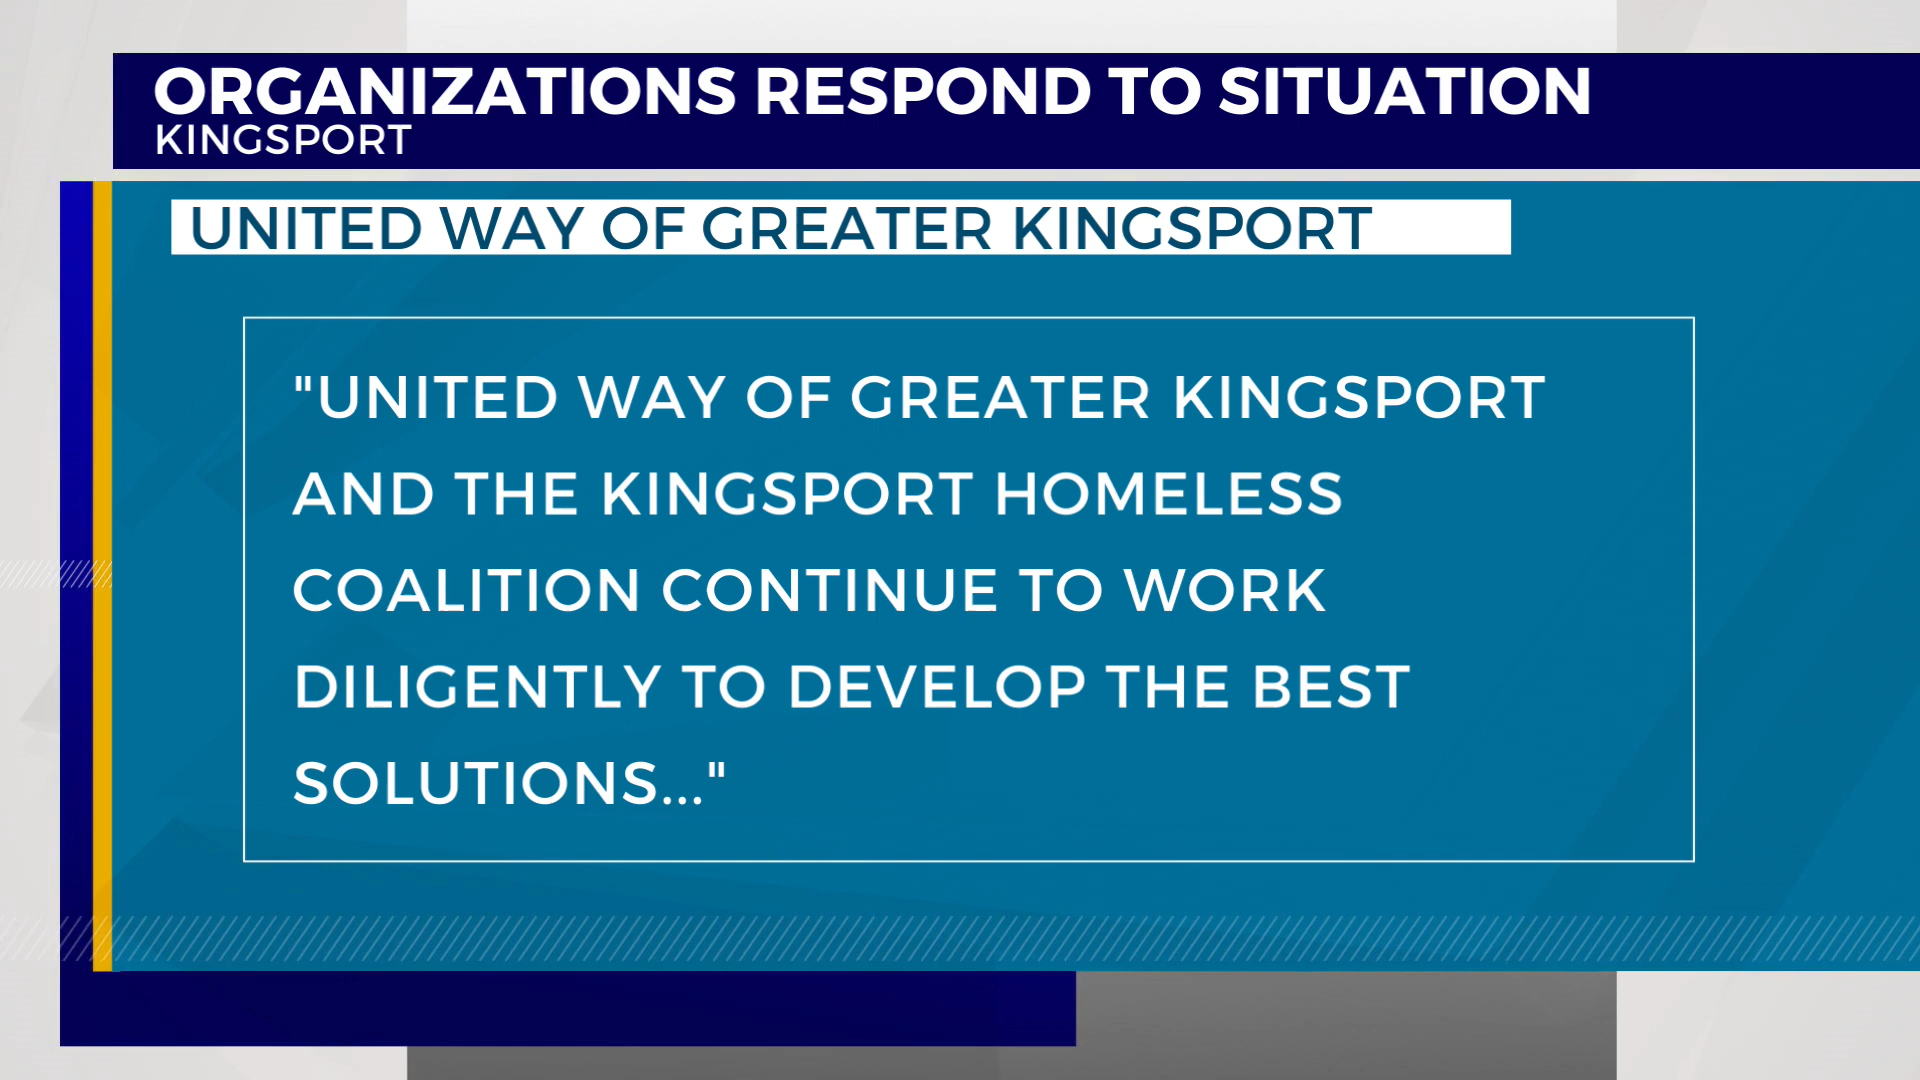 ORGANIZATIONS RESPOND TO SITUATION
KINGSPORT
UNITED WAY OF GREATER KINGSPORT
"UNITED WAY OF GREATER KINGSPORT
AND THE KINGSPORT HOMELESS
COALITION CONTINUE TO WORK
DILIGENTLY TO DEVELOP THE BEST
SOLUTIONS..."